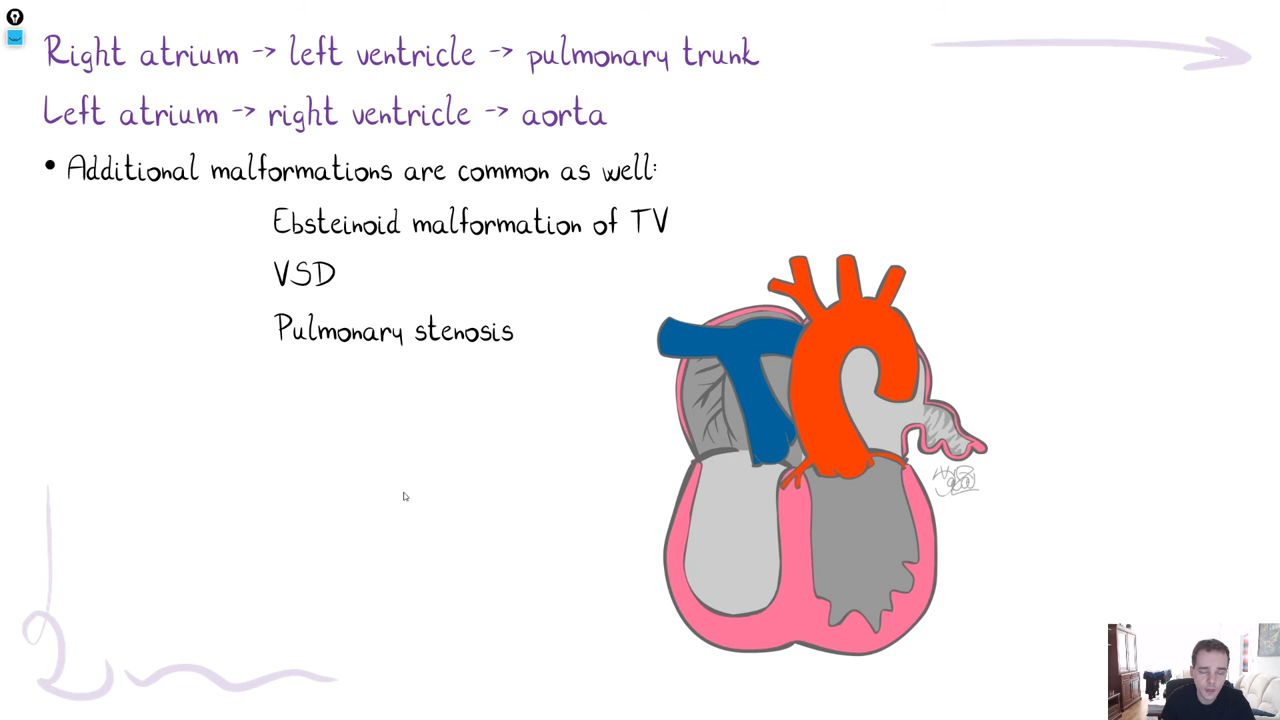 Right atrium -> left ventricle -> pulmonary trunk
Left atrium -> right ventricle -> aorta
• Additional malformations are common as well:
Ebsteinoid malformation of TV
VSD
Pulmonary stenosis